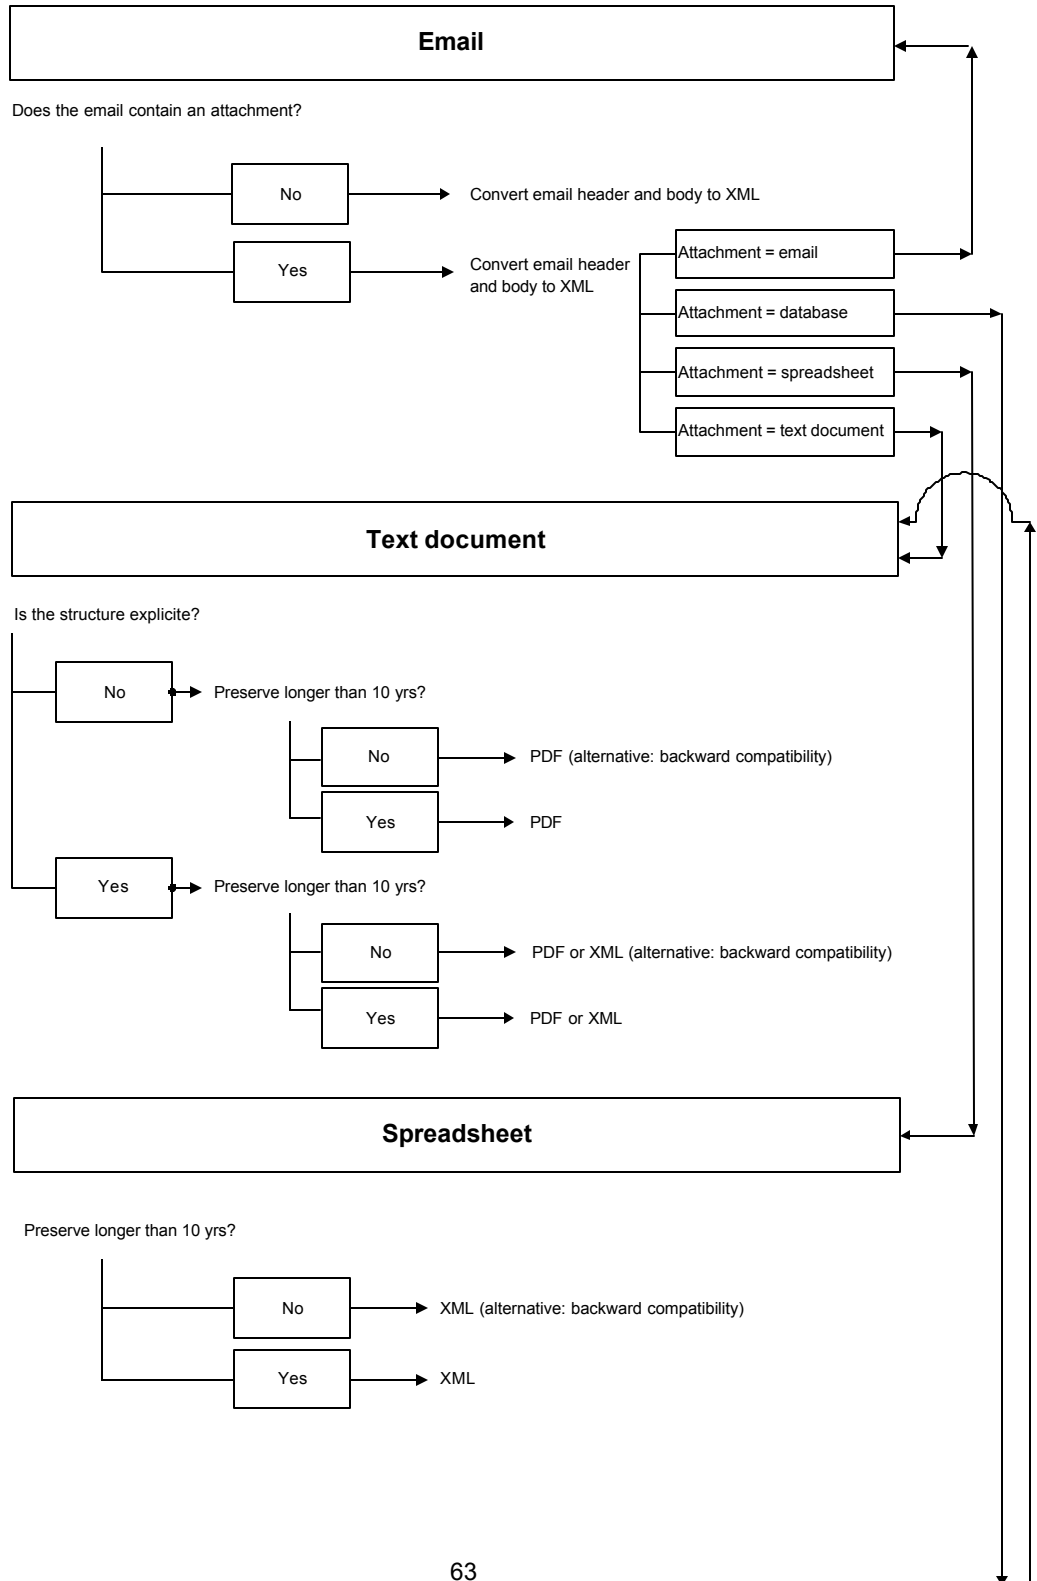 Email
Does the email contain an attachment?
No
Convert email header and body to XML
Yes
Convert email header
and body to XML
Attachment = email
Attachment = database
Attachment = spreadsheet
Attachment = text document
Text document
Is the structure explicite?
No
Preserve longer than 10 yrs?
No
PDF (alternative: backward compatibility)
Yes
PDF
Yes
Preserve longer than 10 yrs?
No
PDF or XML (alternative: backward compatibility)
Yes
PDF or XML
Spreadsheet
Preserve longer than 10 yrs?
No
XML (alternative: backward compatibility)
Yes
XML
63